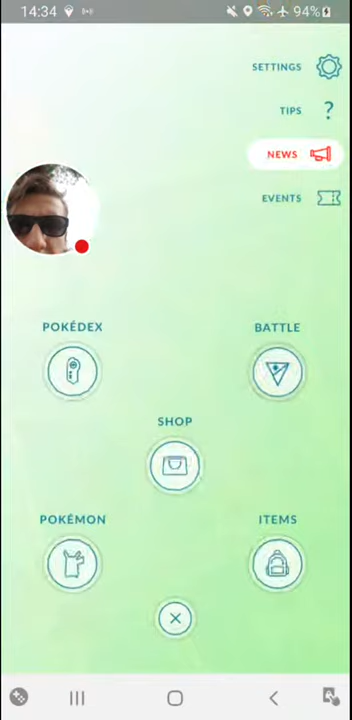 14:34
94%
SETTINGS
TIPS ?
NEWS
EVENTS
POKÉDEX
BATTLE
SHOP
POKÉMON
ITEMS